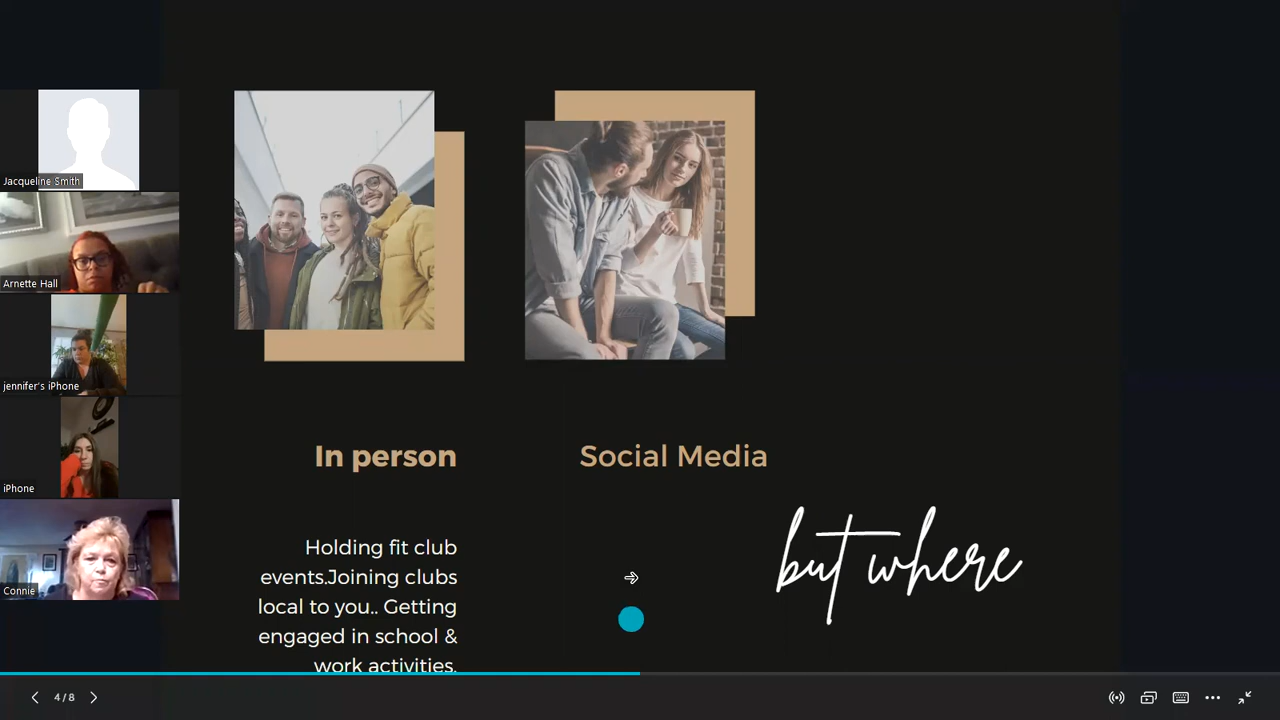 Jacqueline Smith
Arnette Hall
jennifer's iPhone
iPhone
Connie
In person
Holding fit club
events.Joining clubs
local to you.. Getting
engaged in school &
work activities.
Social Media
but where
4 / 8